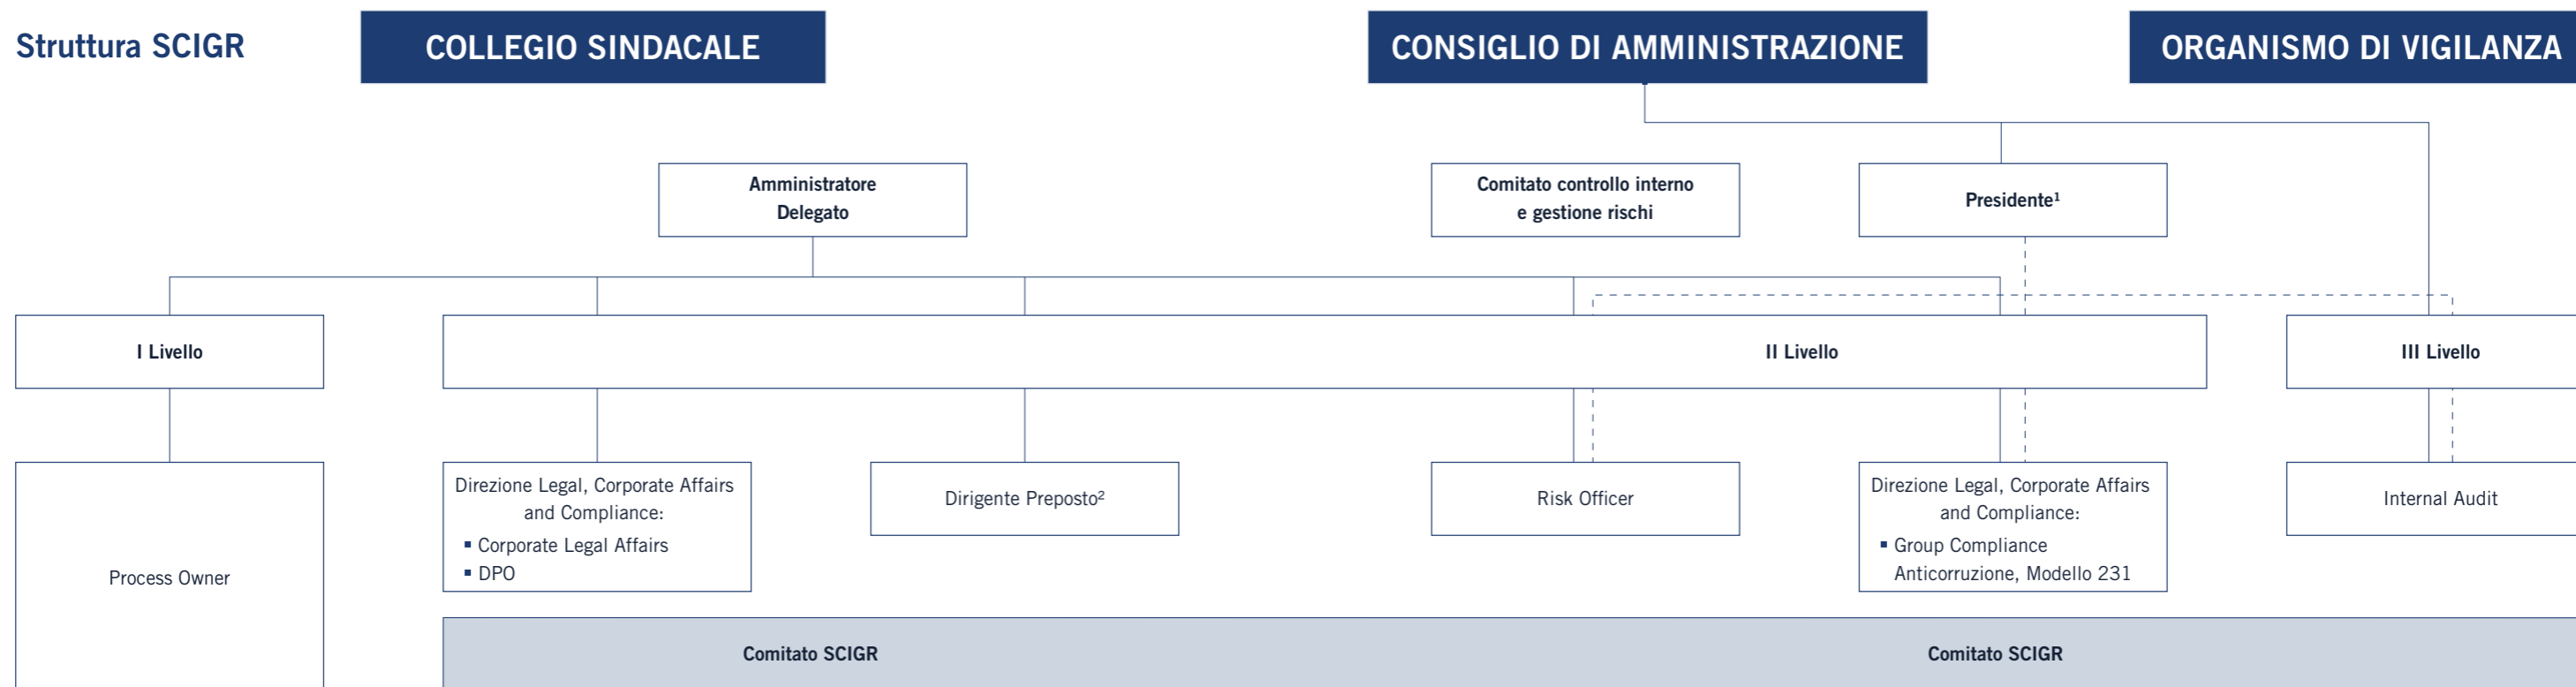 Struttura SCIGR
COLLEGIO SINDACALE
CONSIGLIO DI AMMINISTRAZIONE
ORGANISMO DI VIGILANZA
Amministratore
Delegato
Comitato controllo interno
e gestione rischi
Presidente¹
I Livello
II Livello
III Livello
Process Owner
Direzione Legal, Corporate Affairs
and Compliance:
▪ Corporate Legal Affairs
▪ DPO
Dirigente Preposto²
Risk Officer
Direzione Legal, Corporate Affairs
and Compliance:
▪ Group Compliance
Anticorruzione, Modello 231
Internal Audit
Comitato SCIGR
Comitato SCIGR